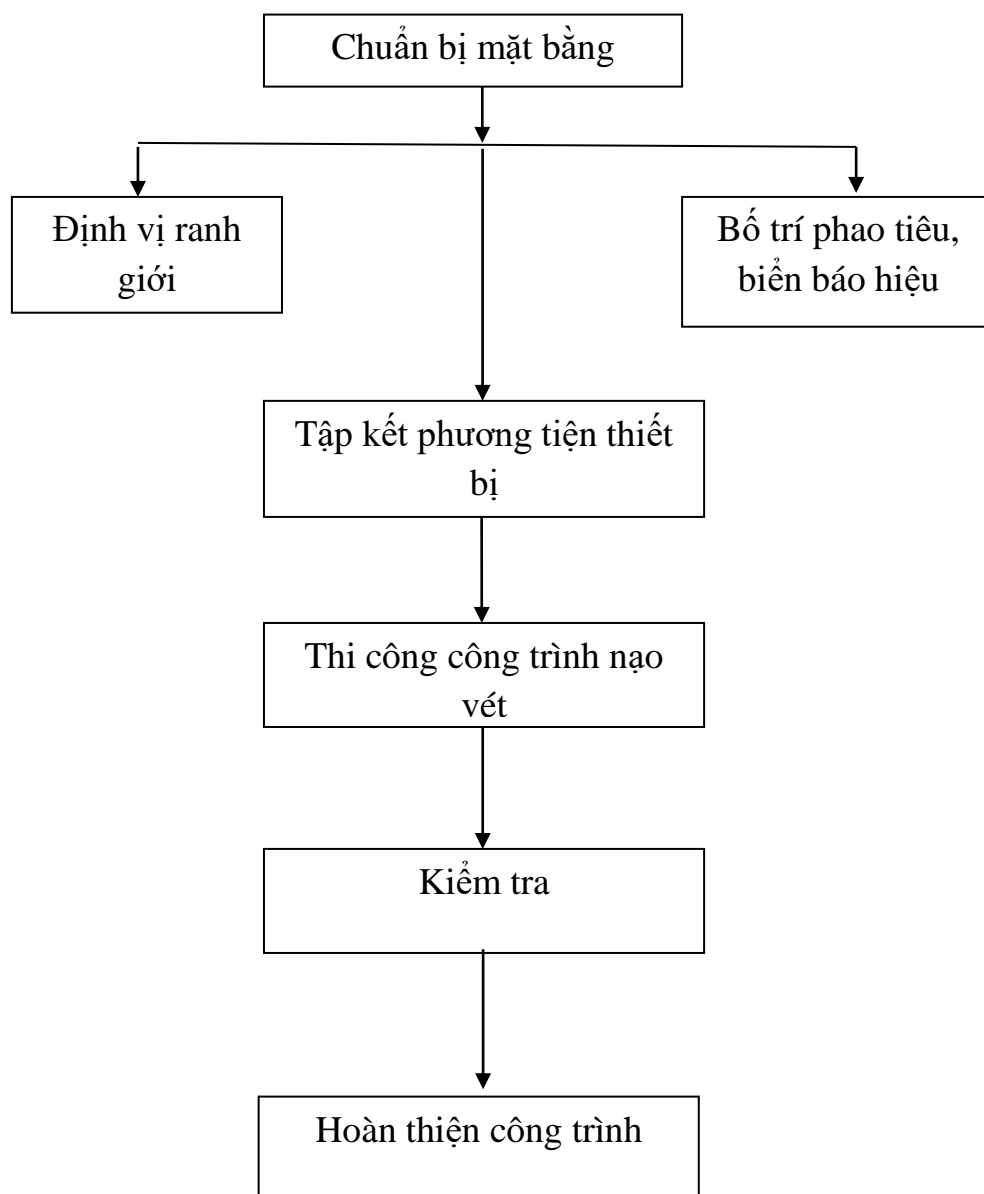 Chuẩn bị mặt bằng
Định vị ranh
giới
Bố trí phao tiêu,
biển báo hiệu
Tập kết phương tiện thiết
bị
Thi công công trình nạo
vét
Kiểm tra
Hoàn thiện công trình